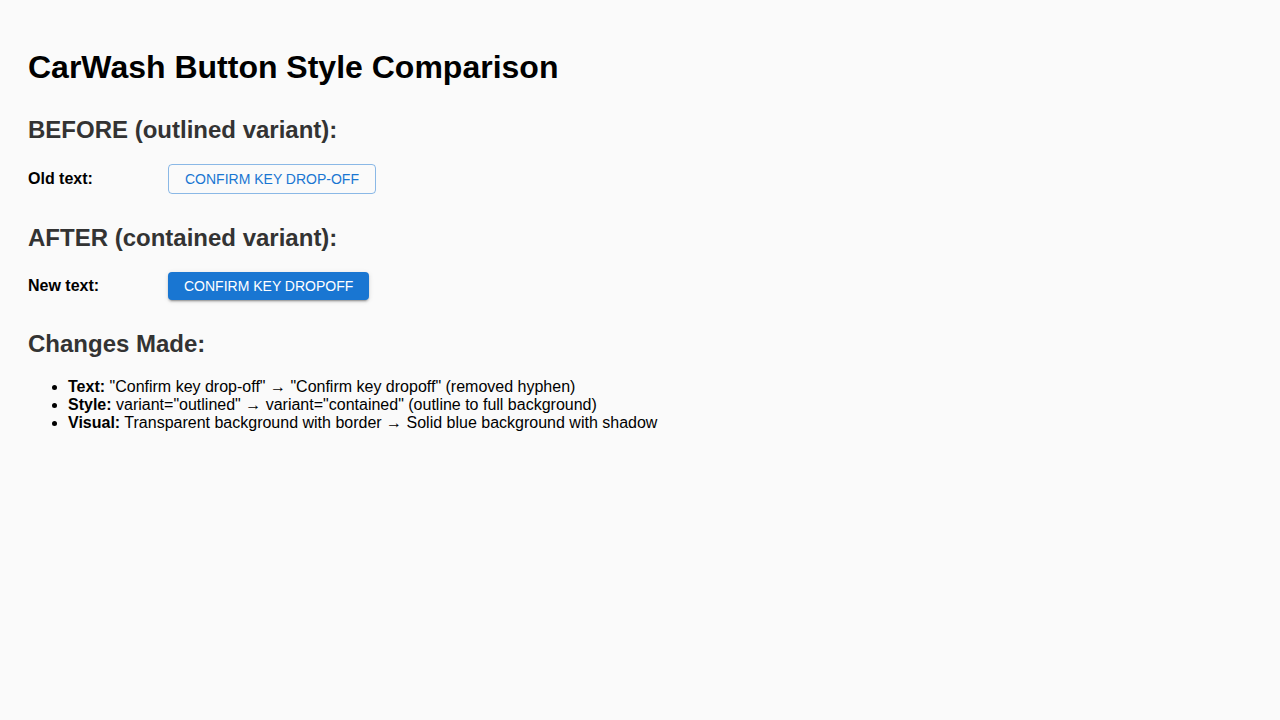 CarWash Button Style Comparison
BEFORE (outlined variant):
Old text: CONFIRM KEY DROP-OFF
AFTER (contained variant):
New text: CONFIRM KEY DROPOFF
Changes Made:
• Text: "Confirm key drop-off" → "Confirm key dropoff" (removed hyphen)
• Style: variant="outlined" → variant="contained" (outline to full background)
• Visual: Transparent background with border → Solid blue background with shadow